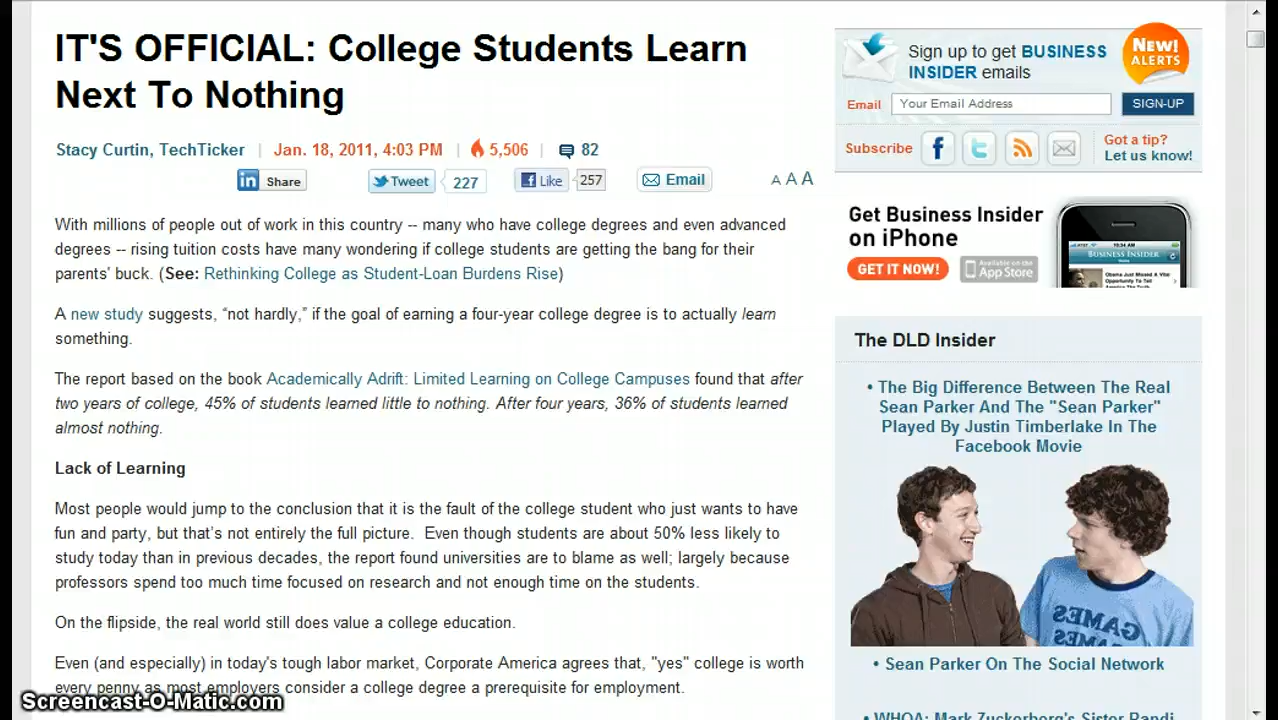 IT'S OFFICIAL: College Students Learn
Next To Nothing
Stacy Curtin, TechTicker | Jan. 18, 2011, 4:03 PM | 5,506 | 82
in Share Tweet 227 Like 257 Email A A A
With millions of people out of work in this country -- many who have college degrees and even advanced
degrees -- rising tuition costs have many wondering if college students are getting the bang for their
parents' buck. (See: Rethinking College as Student-Loan Burdens Rise)
A new study suggests, “not hardly,” if the goal of earning a four-year college degree is to actually learn
something.
The report based on the book Academically Adrift: Limited Learning on College Campuses found that after
two years of college, 45% of students learned little to nothing. After four years, 36% of students learned
almost nothing.
Lack of Learning
Most people would jump to the conclusion that it is the fault of the college student who just wants to have
fun and party, but that’s not entirely the full picture.  Even though students are about 50% less likely to
study today than in previous decades, the report found universities are to blame as well; largely because
professors spend too much time focused on research and not enough time on the students.
On the flipside, the real world still does value a college education.
Even (and especially) in today's tough labor market, Corporate America agrees that, "yes" college is worth
every penny as most employers consider a college degree a prerequisite for employment.
Screencast-O-Matic.com
Sign up to get BUSINESS
INSIDER emails
NEW!
ALERTS
Email Your Email Address SIGN-UP
Subscribe
Got a tip?
Let us know!
Get Business Insider
on iPhone
GET IT NOW!
Available on the
App Store
BUSINESS INSIDER
The DLD Insider
• The Big Difference Between The Real
Sean Parker And The "Sean Parker"
Played By Justin Timberlake In The
Facebook Movie
GAMES
GAMES
• Sean Parker On The Social Network
• WHOA: Mark Zuckerberg's Sister Randi